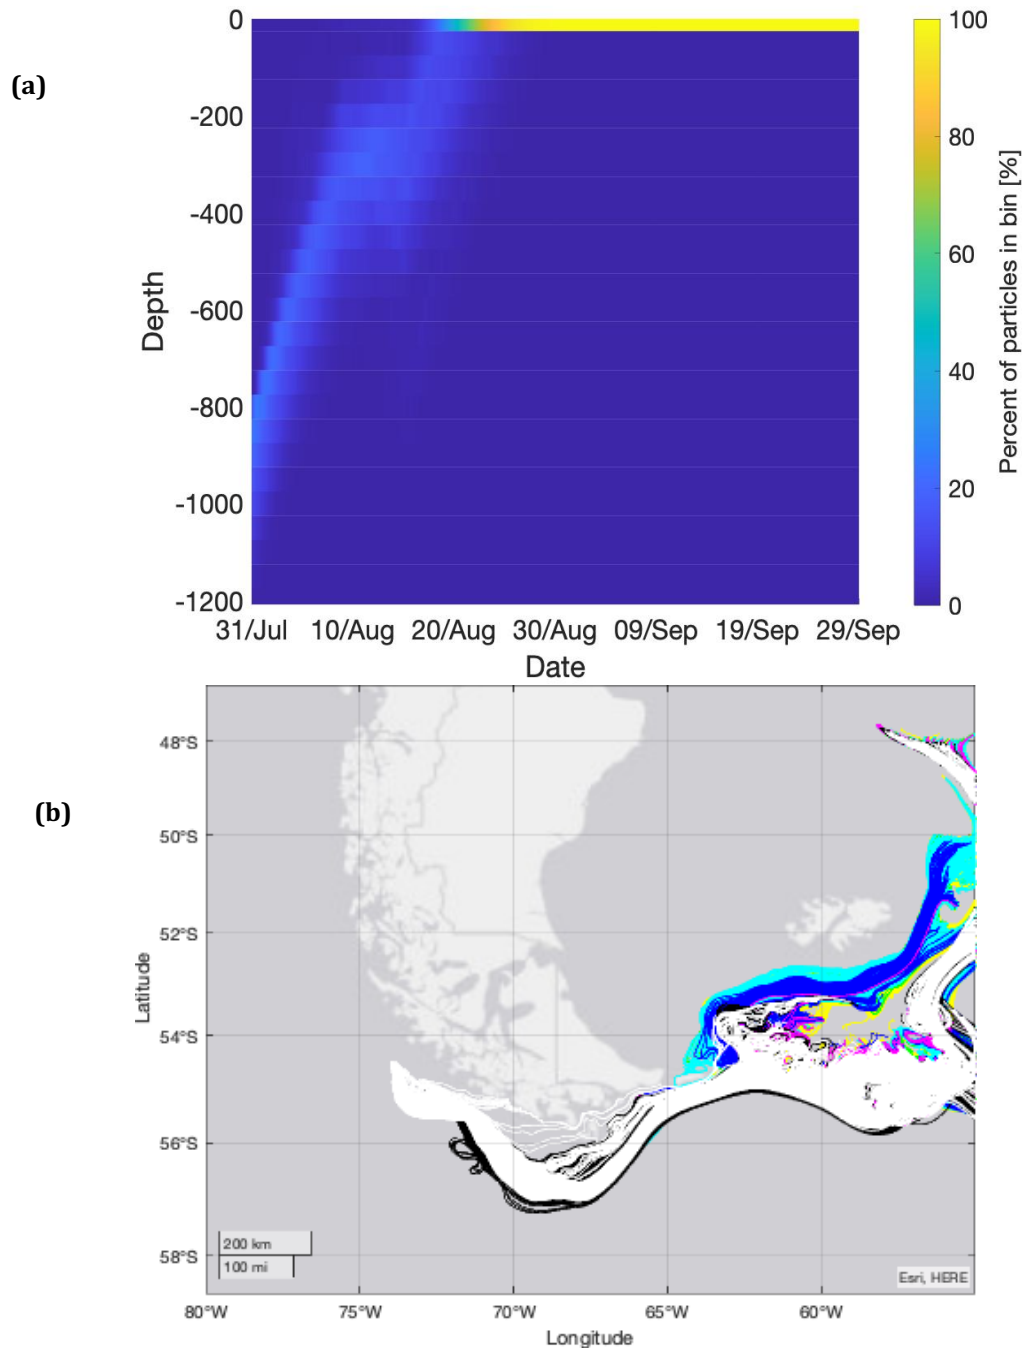 (a)
0
-200
-400
-600
-800
-1000
-1200
Depth
31/Jul 10/Aug 20/Aug 30/Aug 09/Sep 19/Sep 29/Sep
Date
100
80
60
40
20
0
Percent of particles in bin [%]
(b)
48°S
50°S
52°S
54°S
56°S
58°S
Latitude
200 km
100 mi
Esri, HERE
80°W 75°W 70°W 65°W 60°W
Longitude